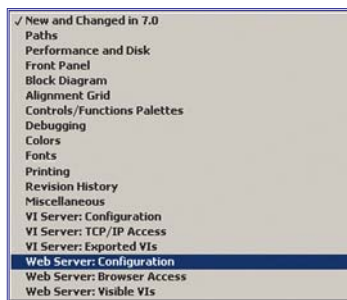 ✓ New and Changed in 7.0
Paths
Performance and Disk
Front Panel
Block Diagram
Alignment Grid
Controls/Functions Palettes
Debugging
Colors
Fonts
Printing
Revision History
Miscellaneous
VI Server: Configuration
VI Server: TCP/IP Access
VI Server: Exported VIs
Web Server: Configuration
Web Server: Browser Access
Web Server: Visible VIs